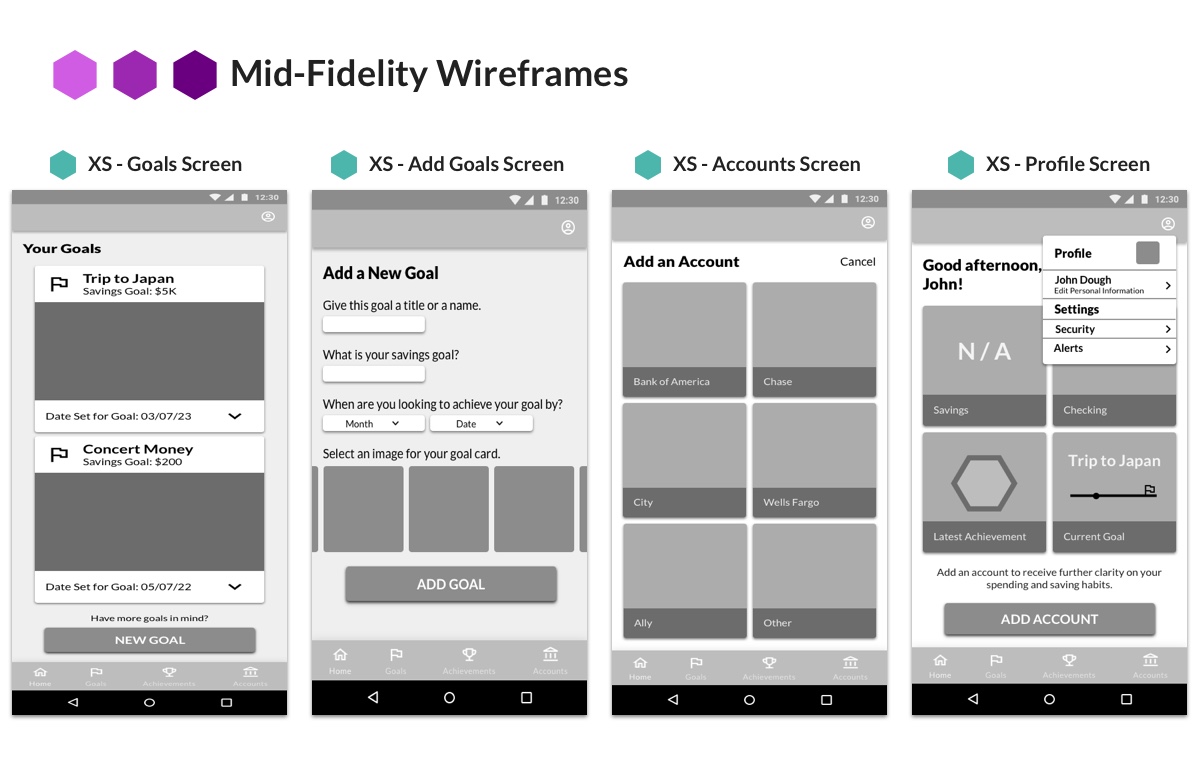 Mid-Fidelity Wireframes
XS - Goals Screen
12:30
Your Goals
Trip to Japan
Savings Goal: $5K
Date Set for Goal: 03/07/23
Concert Money
Savings Goal: $200
Date Set for Goal: 05/07/22
Have more goals in mind?
NEW GOAL
Home Goals Achievements Accounts
XS - Add Goals Screen
12:30
Add a New Goal
Give this goal a title or a name.
What is your savings goal?
When are you looking to achieve your goal by?
Month Date
Select an image for your goal card.
ADD GOAL
Home Goals Achievements Accounts
XS - Accounts Screen
12:30
Add an Account Cancel
Bank of America Chase
City Wells Fargo
Ally Other
Home Goals Achievements Accounts
XS - Profile Screen
12:30
Good afternoon,
John!
Profile
John Dough
Edit Personal Information
Settings
Security
Alerts
N / A
Savings Checking
Trip to Japan
Latest Achievement Current Goal
Add an account to receive further clarity on your
spending and saving habits.
ADD ACCOUNT
Home Goals Achievements Accounts